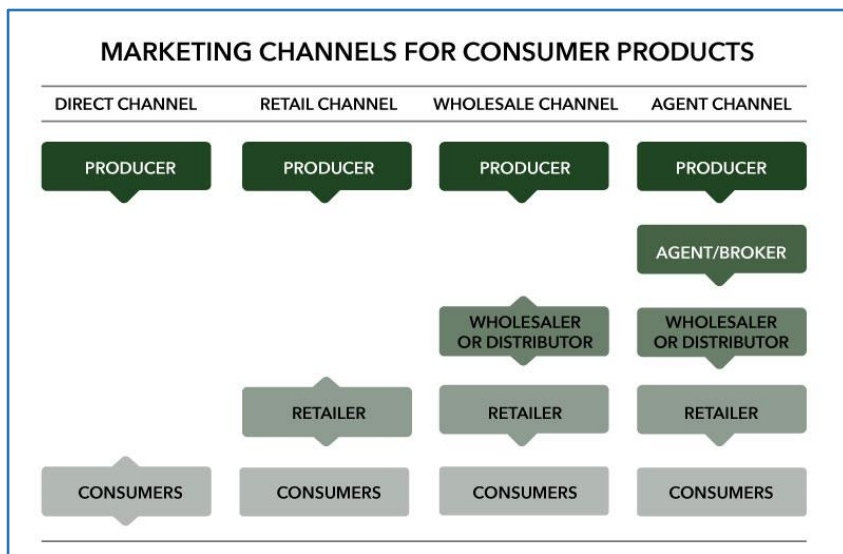 MARKETING CHANNELS FOR CONSUMER PRODUCTS
DIRECT CHANNEL RETAIL CHANNEL WHOLESALE CHANNEL AGENT CHANNEL
PRODUCER PRODUCER PRODUCER PRODUCER
AGENT/BROKER
WHOLESALER WHOLESALER
OR DISTRIBUTOR OR DISTRIBUTOR
RETAILER RETAILER RETAILER
CONSUMERS CONSUMERS CONSUMERS CONSUMERS